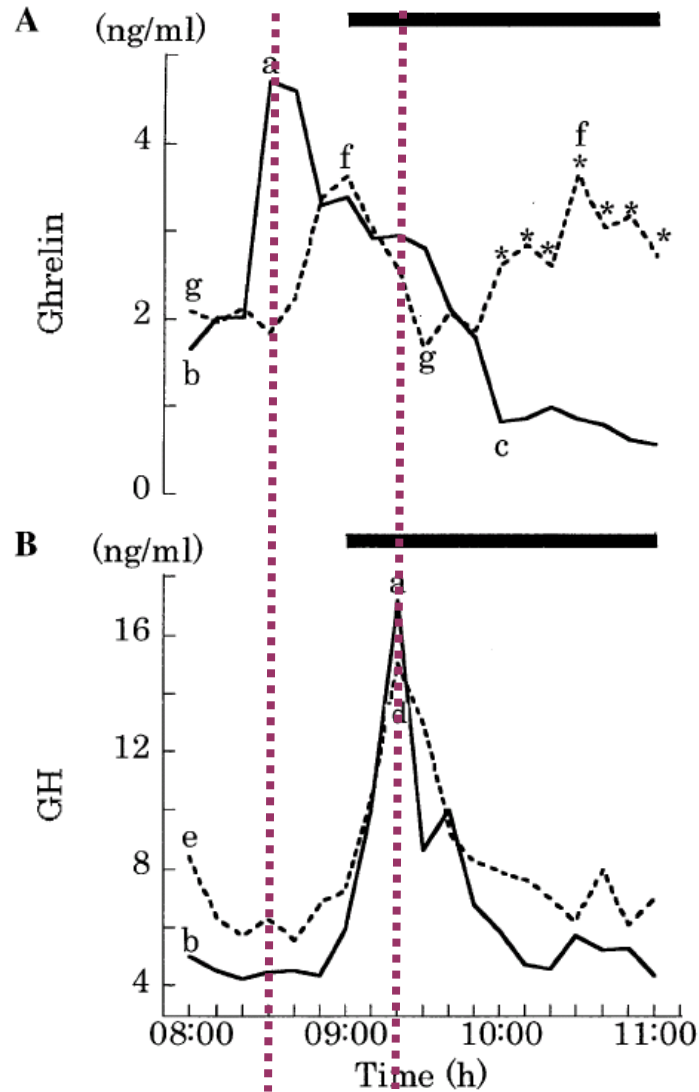 A (ng/ml)
a
4
f
f
*
* *
*
*
* *
Ghrelin
g
2
b
g
c
0
B (ng/ml)
a
16
d
12
GH
e
8
b
4
08:00 09:00 10:00 11:00
Time (h)